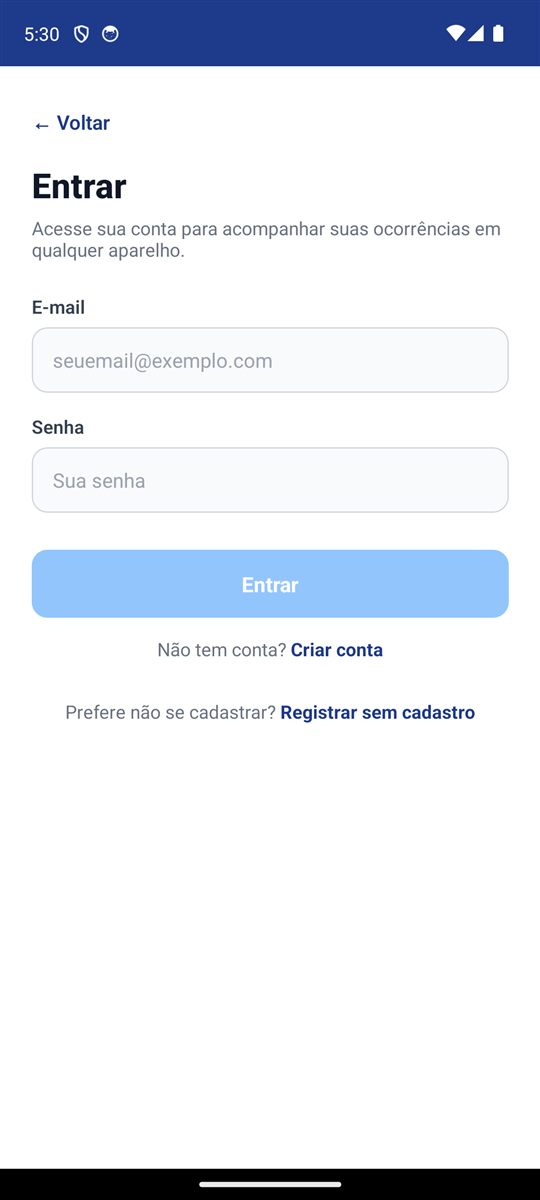 5:30
← Voltar
Entrar
Acesse sua conta para acompanhar suas ocorrências em
qualquer aparelho.
E-mail
seuemail@exemplo.com
Senha
Sua senha
Entrar
Não tem conta? Criar conta
Prefere não se cadastrar? Registrar sem cadastro